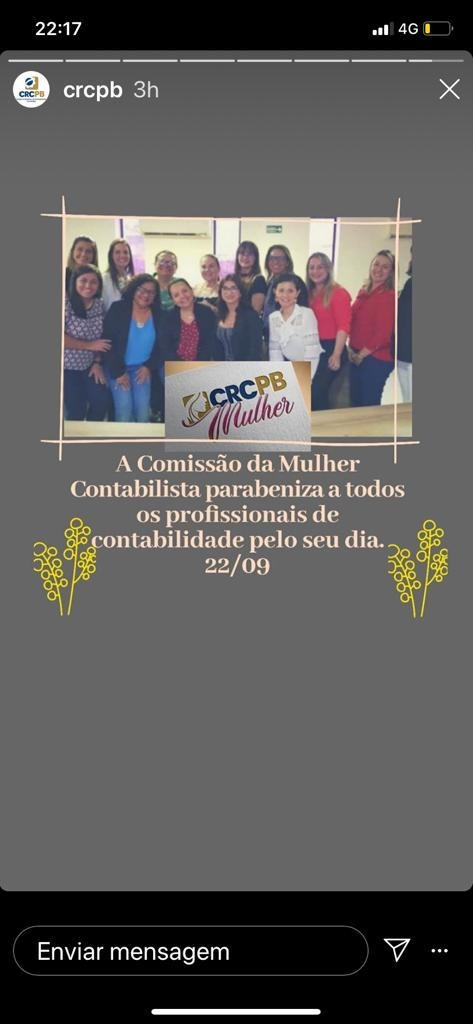 22:17
4G
CRCPB
crcpb 3h
CRCPB
Mulher
A Comissão da Mulher
Contabilista parabeniza a todos
os profissionais de
contabilidade pelo seu dia.
22/09
Enviar mensagem